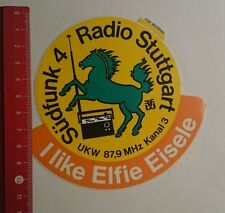 Südfunk 4 Radio Stuttgart
UKW 87,9 MHz Kanal 3
I like Elfie Eisele